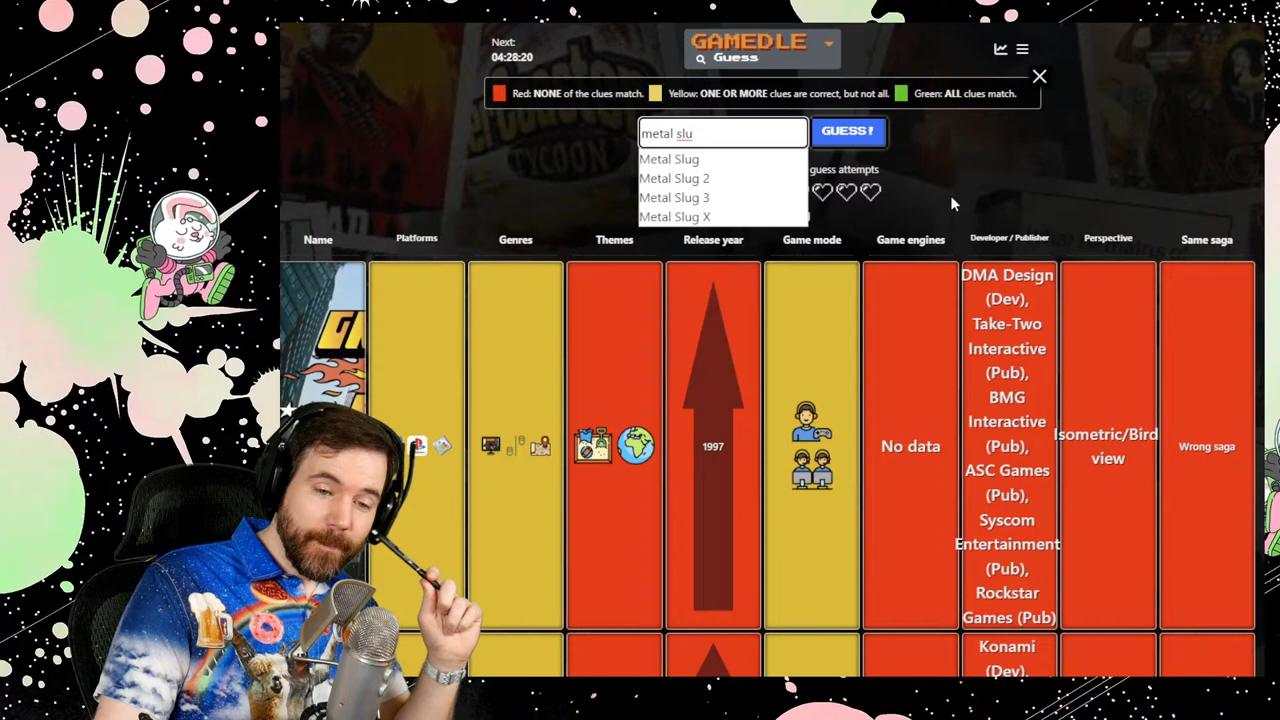 Next:
04:28:20
GAMEDLE
Guess
Red: NONE of the clues match.
Yellow: ONE OR MORE clues are correct, but not all.
Green: ALL clues match.
metal slu
GUESS!
Metal Slug
Metal Slug 2
Metal Slug 3
Metal Slug X
guess attempts
Name
Platforms
Genres
Themes
Release year
Game mode
Game engines
Developer / Publisher
Perspective
Same saga
1997
No data
DMA Design
(Dev),
Take-Two
Interactive
(Pub),
BMG
Interactive
(Pub),
ASC Games
(Pub),
Syscom
Entertainment
(Pub),
Rockstar
Games (Pub)
Isometric/Bird
view
Wrong saga
Konami
(Dev),
TYCOON